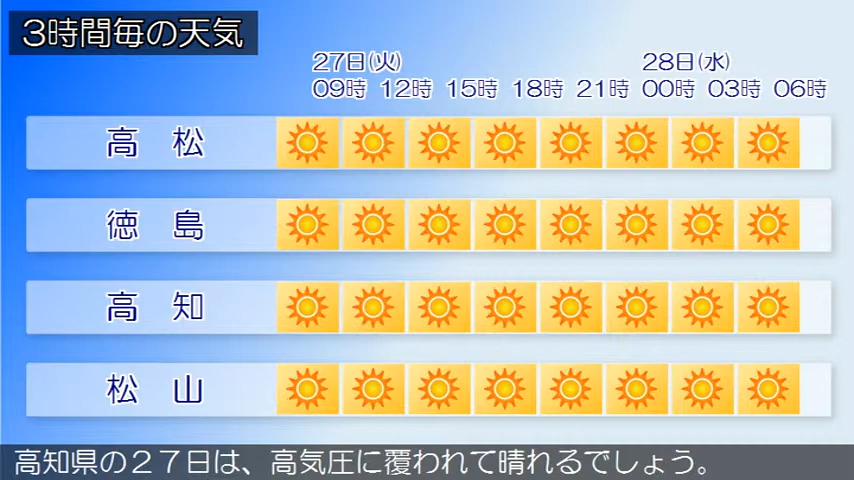 3時間毎の天気
27日(火) 28日(水)
09時 12時 15時 18時 21時 00時 03時 06時
高松
徳島
高知
松山
高知県の２７日は、高気圧に覆われて晴れるでしょう。